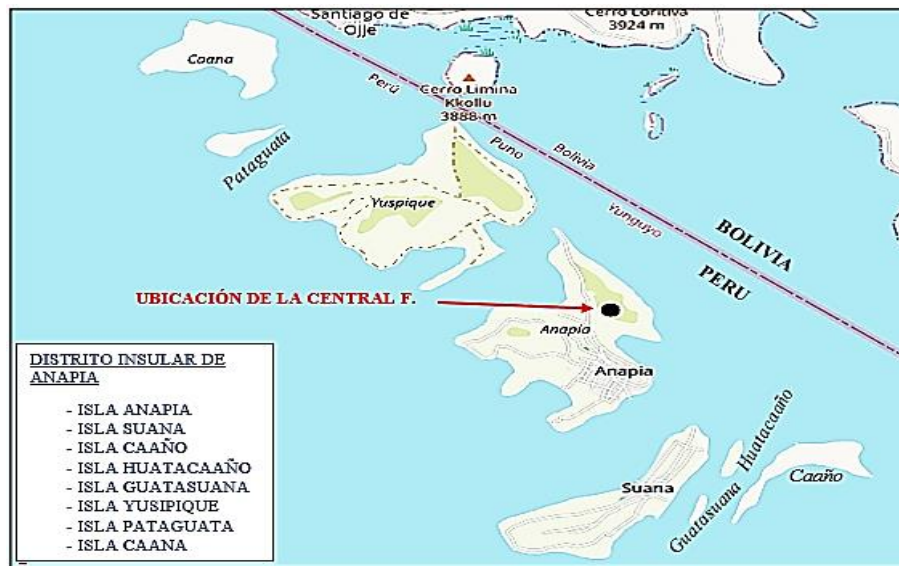 Santiago de
Ojje
Cerro Loritiva
3924 m
Coana
Perú
Cerro Limina
Kkollu
3888 m
Puno
Bolivia
Pataguata
Yuspique
Yunguyo
BOLIVIA
PERU
UBICACIÓN DE LA CENTRAL F.
Anapia
Anapia
DISTRITO INSULAR DE
ANAPIA
- ISLA ANAPIA
- ISLA SUANA
- ISLA CAAÑO
- ISLA HUATACAAÑO
- ISLA GUATASUANA
- ISLA YUSIPIQUE
- ISLA PATAGUATA
- ISLA CAANA
Suana
Guatasuana
Huatacaaño
Caaño